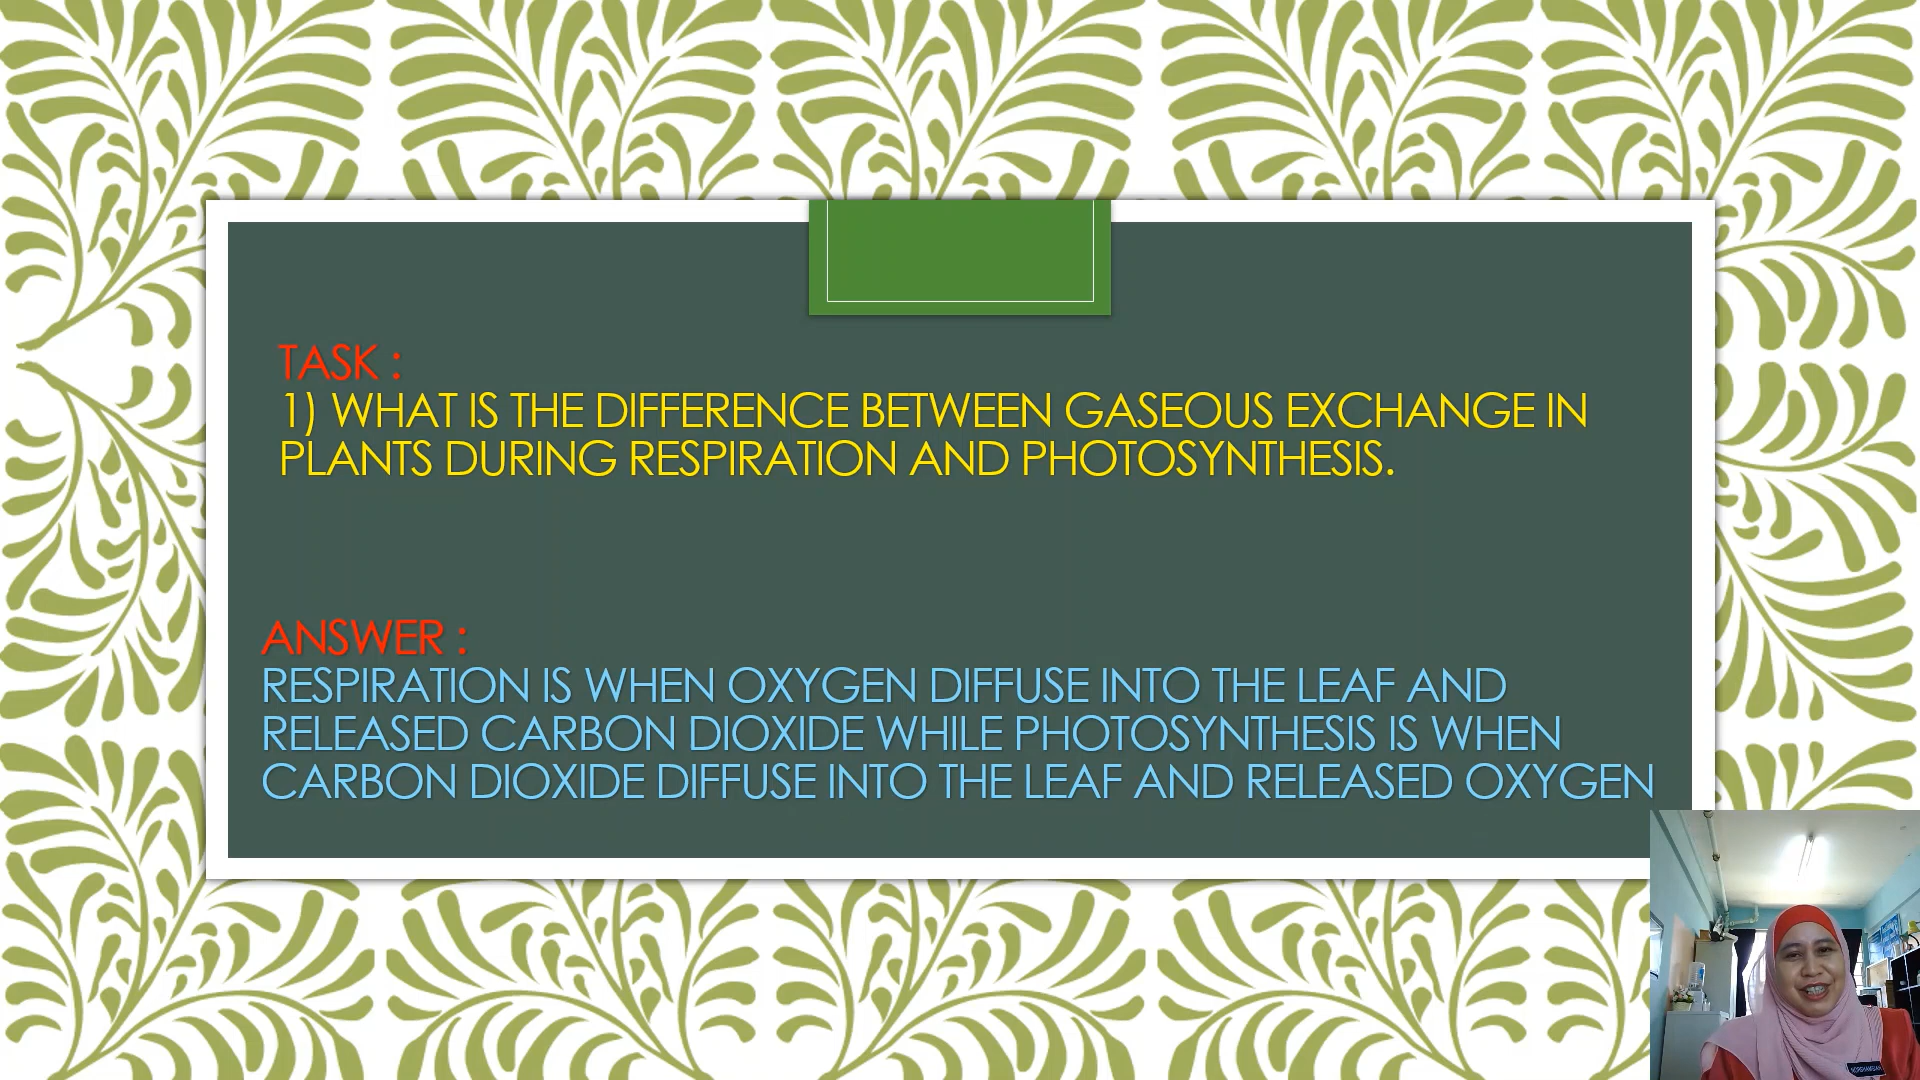 TASK :
1) WHAT IS THE DIFFERENCE BETWEEN GASEOUS EXCHANGE IN
PLANTS DURING RESPIRATION AND PHOTOSYNTHESIS.
ANSWER :
RESPIRATION IS WHEN OXYGEN DIFFUSE INTO THE LEAF AND
RELEASED CARBON DIOXIDE WHILE PHOTOSYNTHESIS IS WHEN
CARBON DIOXIDE DIFFUSE INTO THE LEAF AND RELEASED OXYGEN